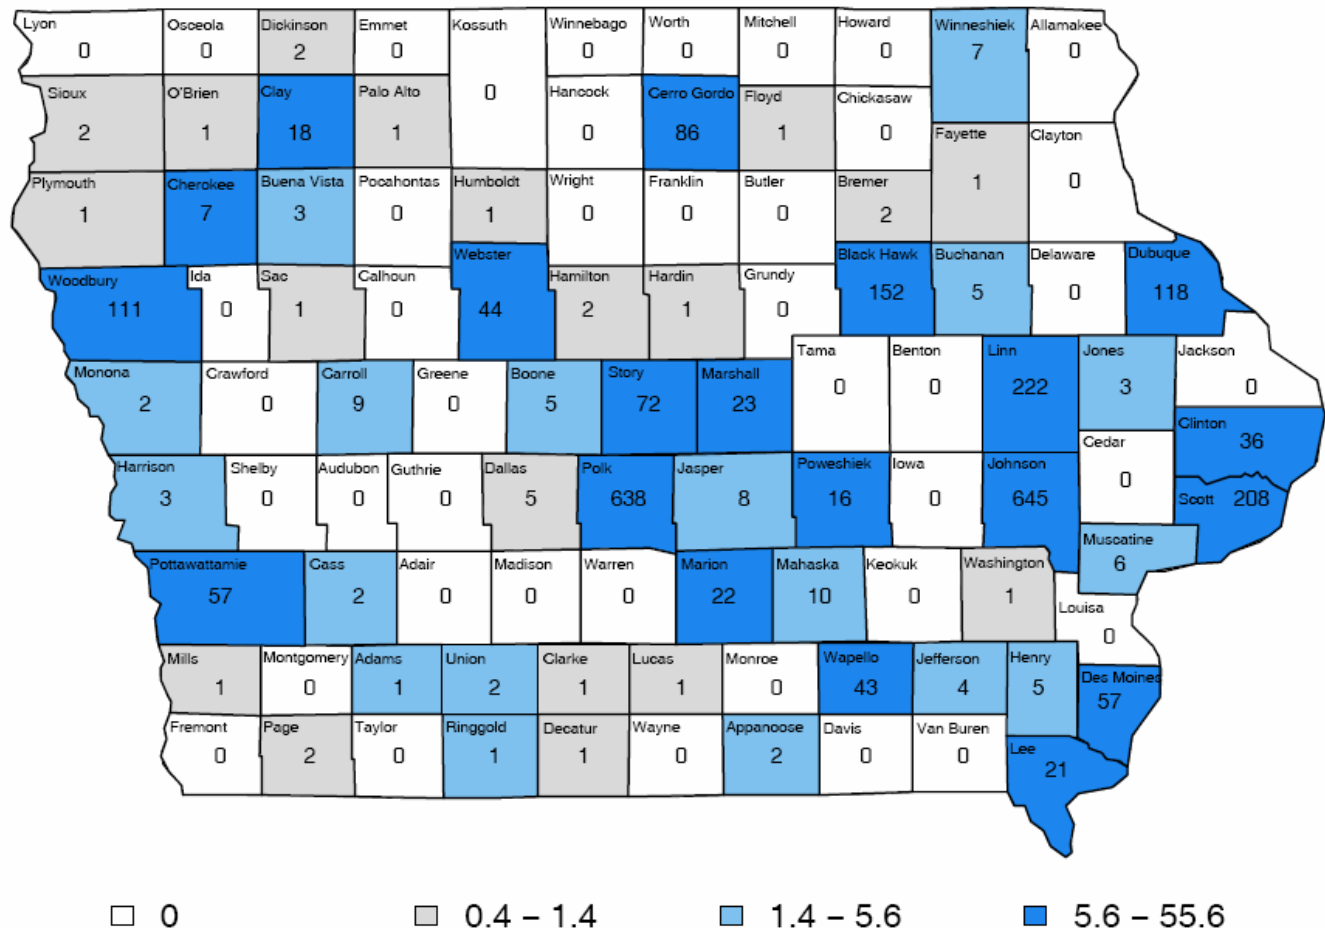 Lyon Osceola Dickinson Emmet Kossuth Winnebago Worth Mitchell Howard Winneshiek Allamakee
0 0 2 0 0 0 0 0 0 7 0
Sioux O'Brien Clay Palo Alto Hancock Cerro Gordo Floyd Chickasaw
2 1 18 1 0 86 1 0
Fayette Clayton
1 0
Plymouth Cherokee Buena Vista Pocahontas Humboldt Wright Franklin Butler Bremer
1 7 3 0 1 0 0 0 2
Webster Black Hawk Buchanan Delaware Dubuque
44 152 5 0 118
Woodbury Ida Sac Calhoun Hamilton Hardin Grundy
111 0 1 0 2 1 0
Tama Benton Linn Jones Jackson
0 0 222 3 0
Monona Crawford Carroll Greene Boone Story Marshall
2 0 9 0 5 72 23
Clinton
36
Cedar
0
Harrison Shelby Audubon Guthrie Dallas Polk Jasper Poweshiek Iowa Johnson
3 0 0 0 5 638 8 16 0 645
Scott 208
Muscatine
6
Pottawattamie Cass Adair Madison Warren Marion Mahaska Keokuk Washington
57 2 0 0 0 22 10 0 1
Louisa
0
Mills Montgomery Adams Union Clarke Lucas Monroe Wapello Jefferson Henry
1 0 1 2 1 1 0 43 4 5
Des Moines
57
Fremont Page Taylor Ringgold Decatur Wayne Appanoose Davis Van Buren
0 2 0 1 1 0 2 0 0
Lee
21
0 0.4 – 1.4 1.4 – 5.6 5.6 – 55.6